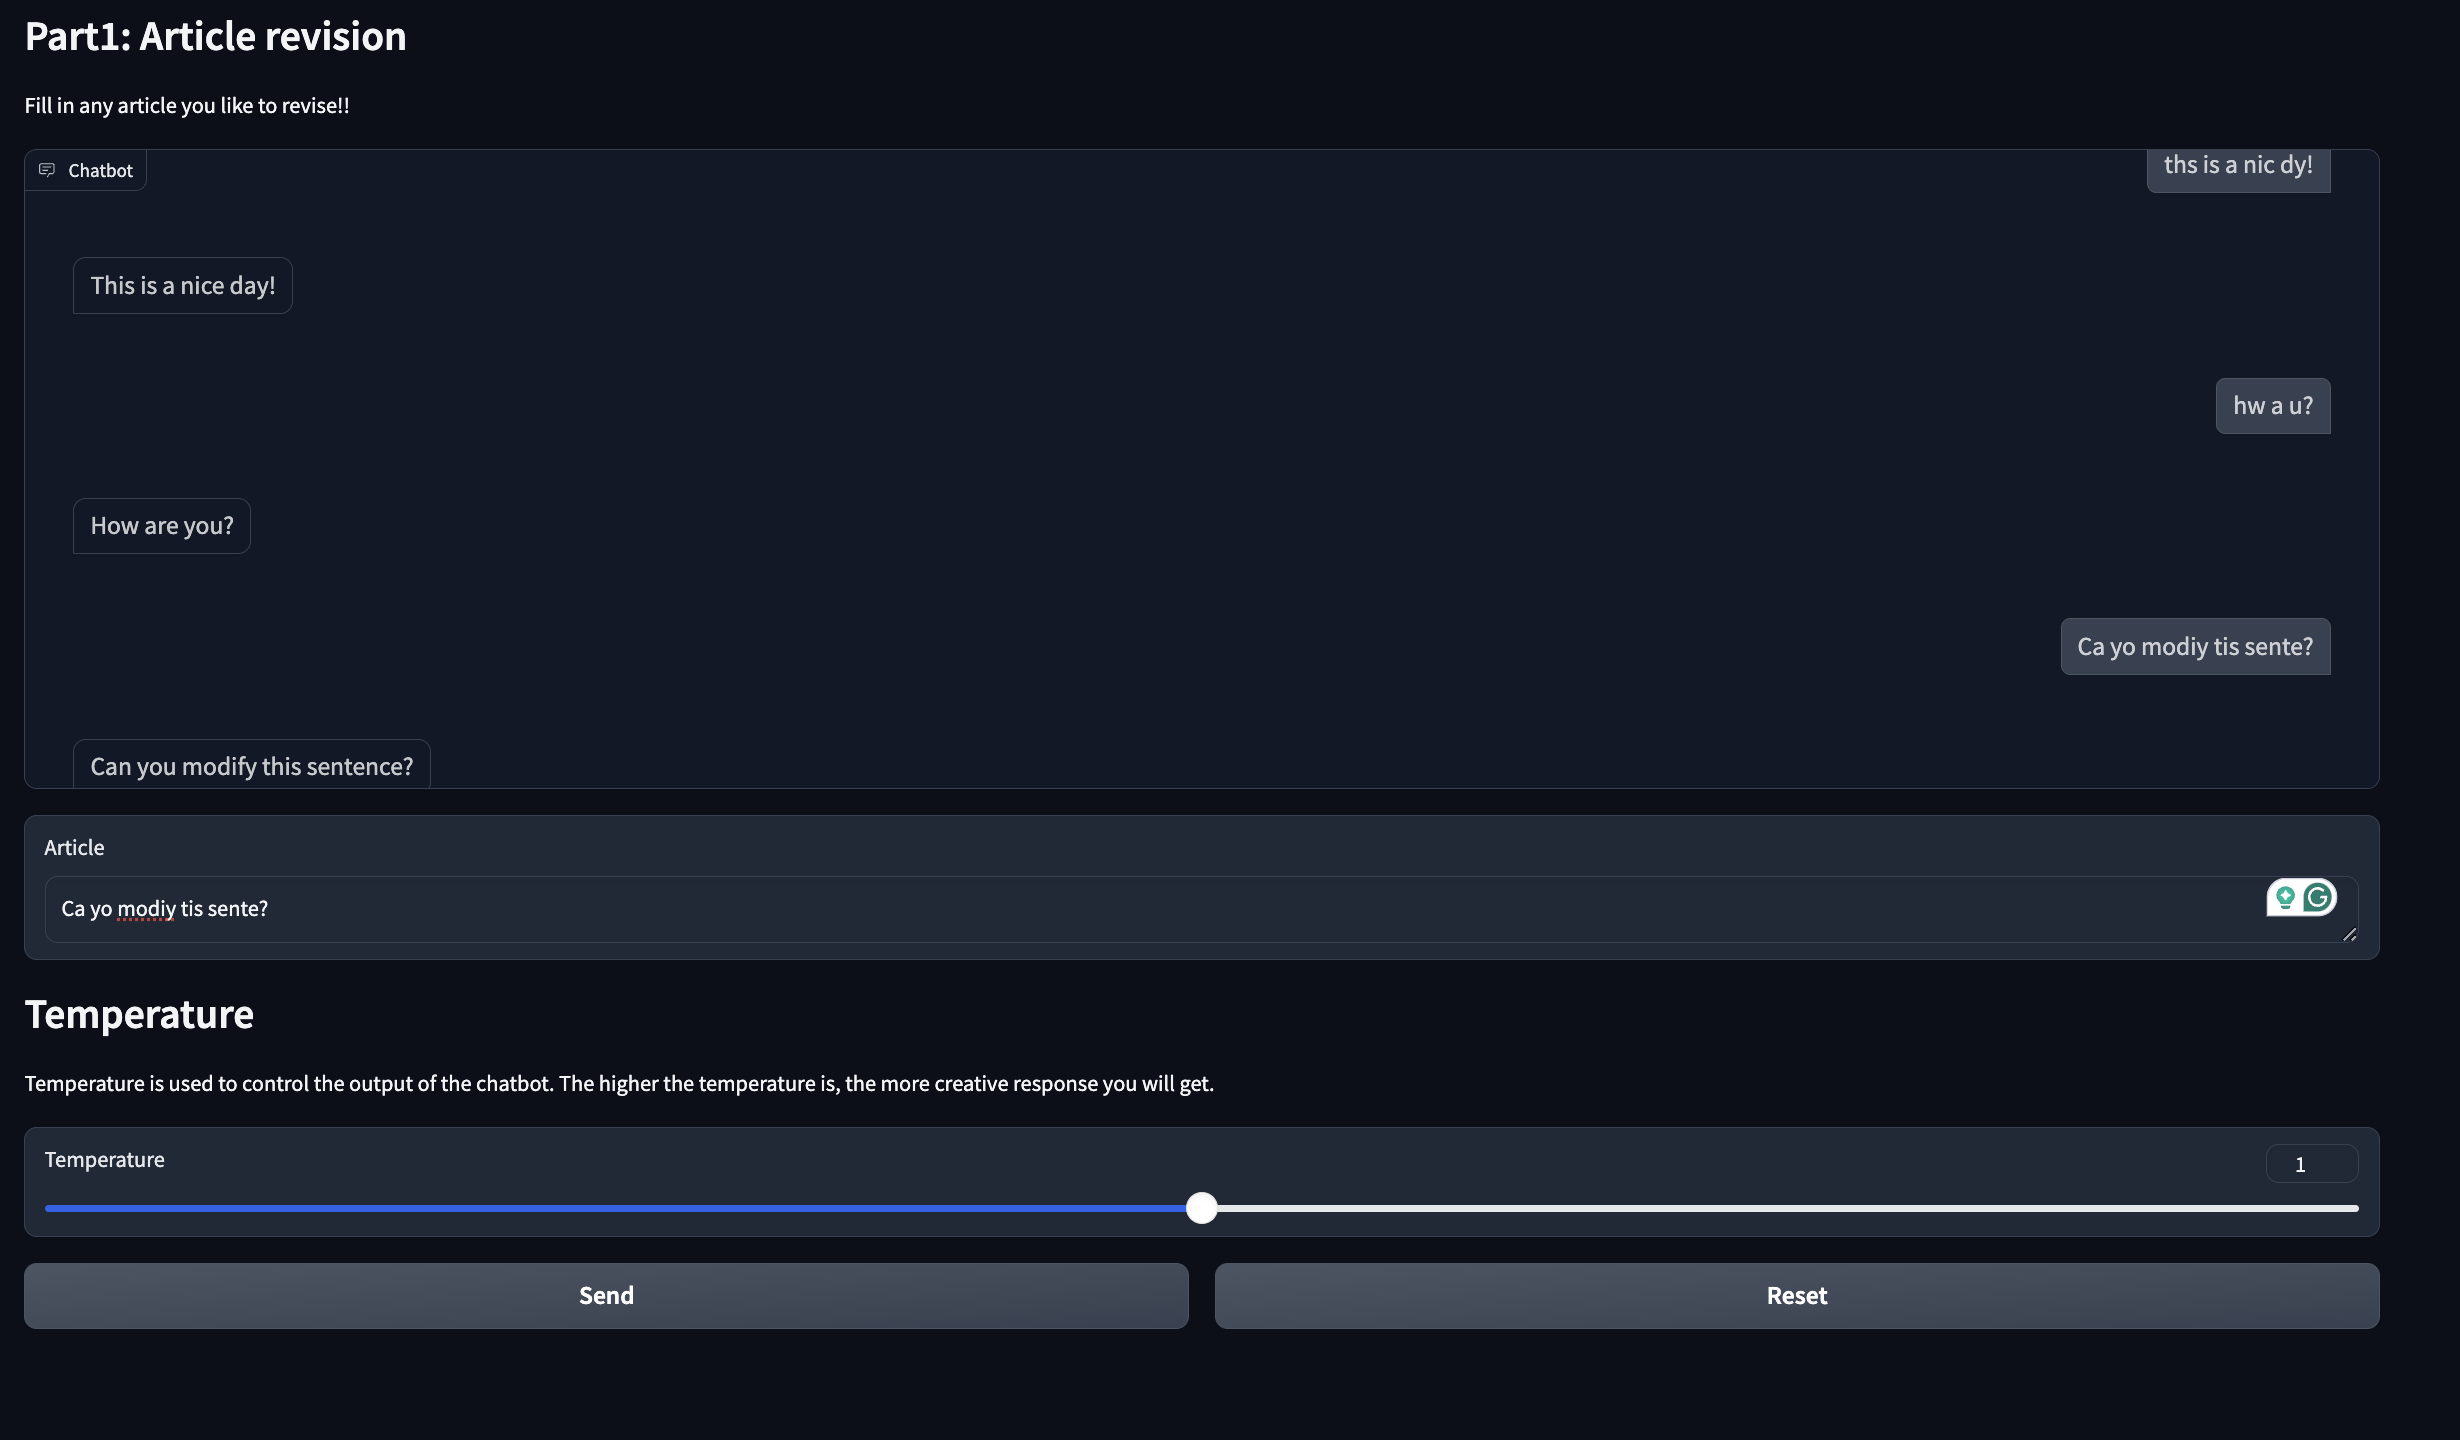 Part1: Article revision
Fill in any article you like to revise!!
Chatbot
ths is a nic dy!
This is a nice day!
hw a u?
How are you?
Ca yo modiy tis sente?
Can you modify this sentence?
Article
Ca yo modiy tis sente?
Temperature
Temperature is used to control the output of the chatbot. The higher the temperature is, the more creative response you will get.
Temperature
1
Send
Reset